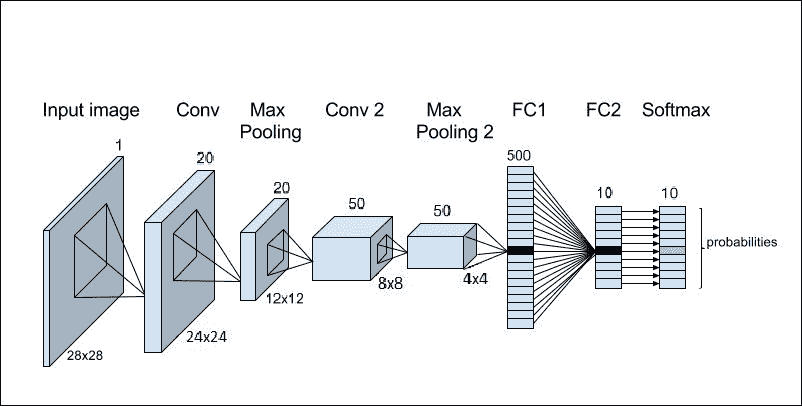 Input image
Conv
Max
Pooling
Conv 2
Max
Pooling 2
FC1
FC2
Softmax
1
20
20
50
50
500
10
10
28x28
24x24
12x12
8x8
4x4
probabilities